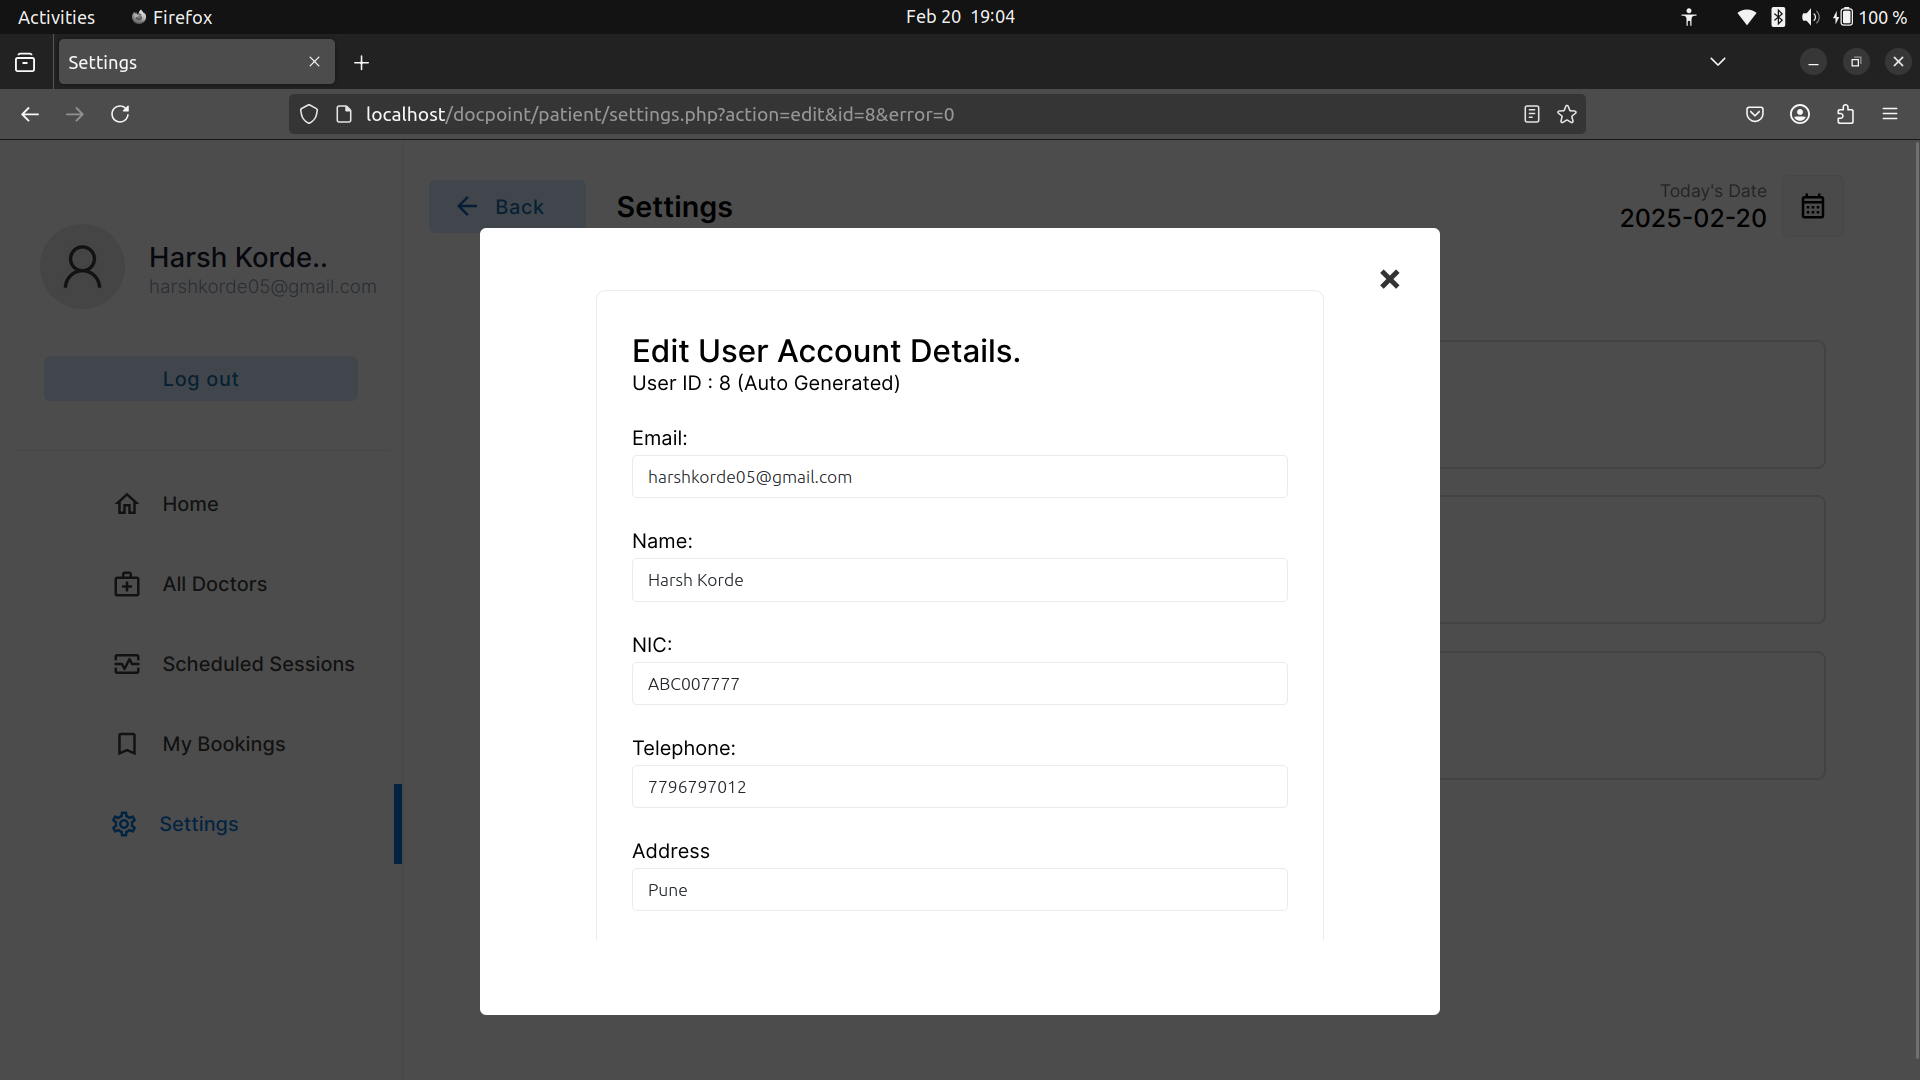 Activities
Firefox
Feb 20 19:04
100 %
Settings
localhost/docpoint/patient/settings.php?action=edit&id=8&error=0
Back
Settings
Today's Date
2025-02-20
Harsh Korde..
harshkorde05@gmail.com
Log out
Home
All Doctors
Scheduled Sessions
My Bookings
Settings
Edit User Account Details.
User ID : 8 (Auto Generated)
Email:
harshkorde05@gmail.com
Name:
Harsh Korde
NIC:
ABC007777
Telephone:
7796797012
Address
Pune